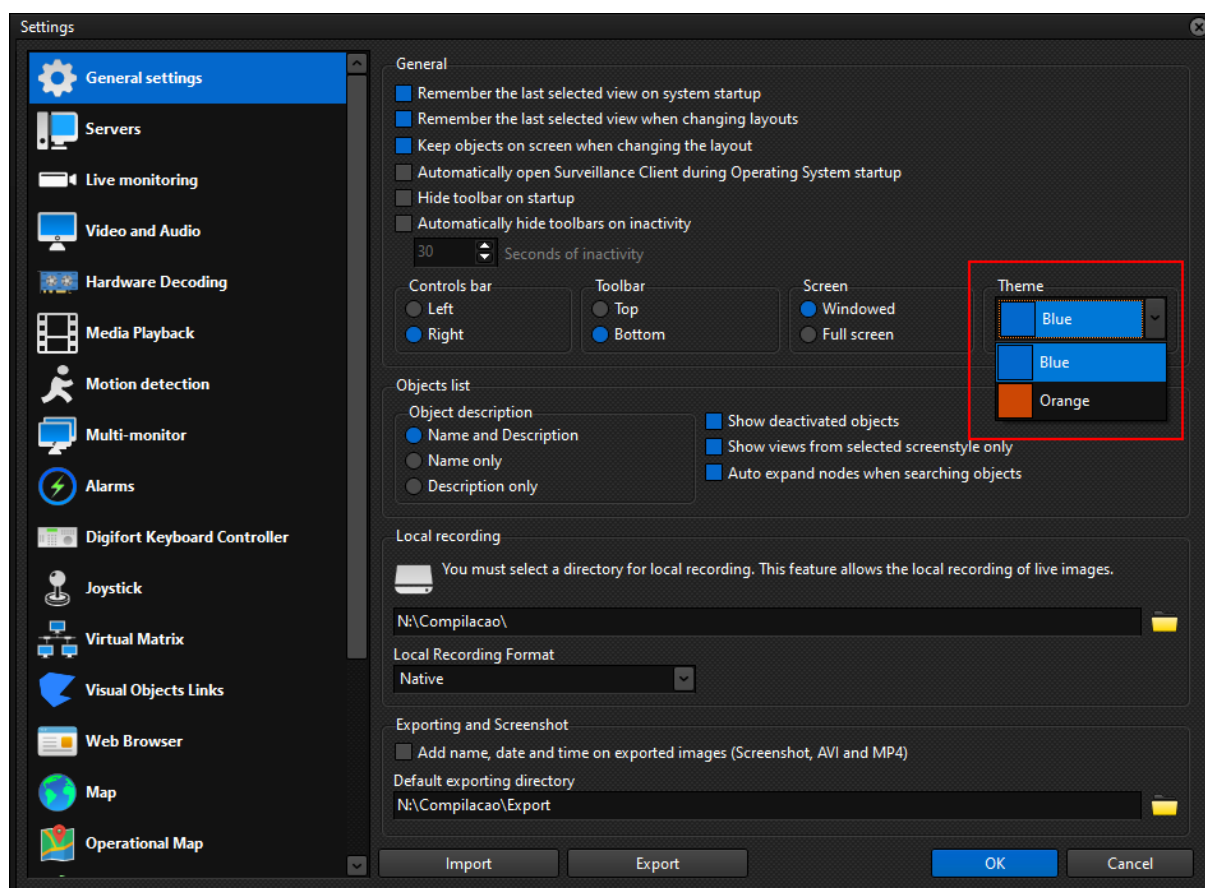 Settings
General settings
Servers
Live monitoring
Video and Audio
Hardware Decoding
Media Playback
Motion detection
Multi-monitor
Alarms
Digifort Keyboard Controller
Joystick
Virtual Matrix
Visual Objects Links
Web Browser
Map
Operational Map
General
Remember the last selected view on system startup
Remember the last selected view when changing layouts
Keep objects on screen when changing the layout
Automatically open Surveillance Client during Operating System startup
Hide toolbar on startup
Automatically hide toolbars on inactivity
30 Seconds of inactivity
Controls bar
Left
Right
Toolbar
Top
Bottom
Screen
Windowed
Full screen
Theme
Blue
Blue
Orange
Objects list
Object description
Name and Description
Name only
Description only
Show deactivated objects
Show views from selected screenstyle only
Auto expand nodes when searching objects
Local recording
You must select a directory for local recording. This feature allows the local recording of live images.
N:\Compilacao\
Local Recording Format
Native
Exporting and Screenshot
Add name, date and time on exported images (Screenshot, AVI and MP4)
Default exporting directory
N:\Compilacao\Export
Import Export OK Cancel